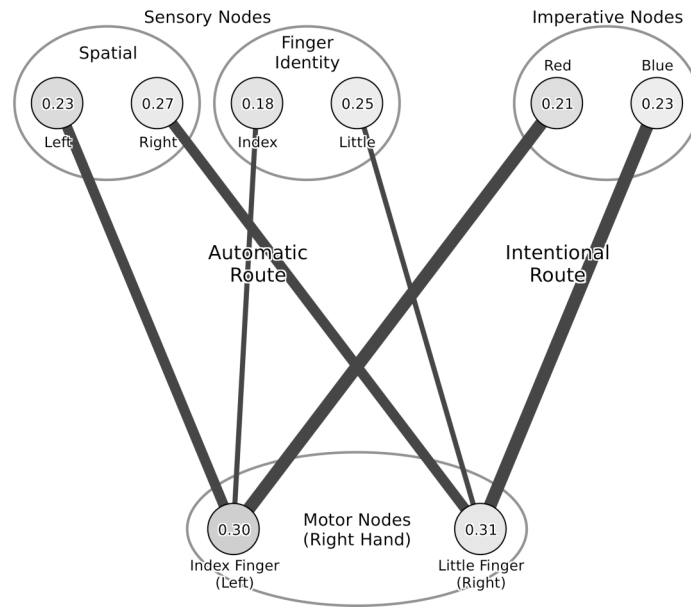 Sensory Nodes
Imperative Nodes
Spatial
Finger
Identity
Red
Blue
0.23
0.27
0.18
0.25
0.21
0.23
Left
Right
Index
Little
Automatic
Route
Intentional
Route
Motor Nodes
(Right Hand)
0.30
0.31
Index Finger
(Left)
Little Finger
(Right)